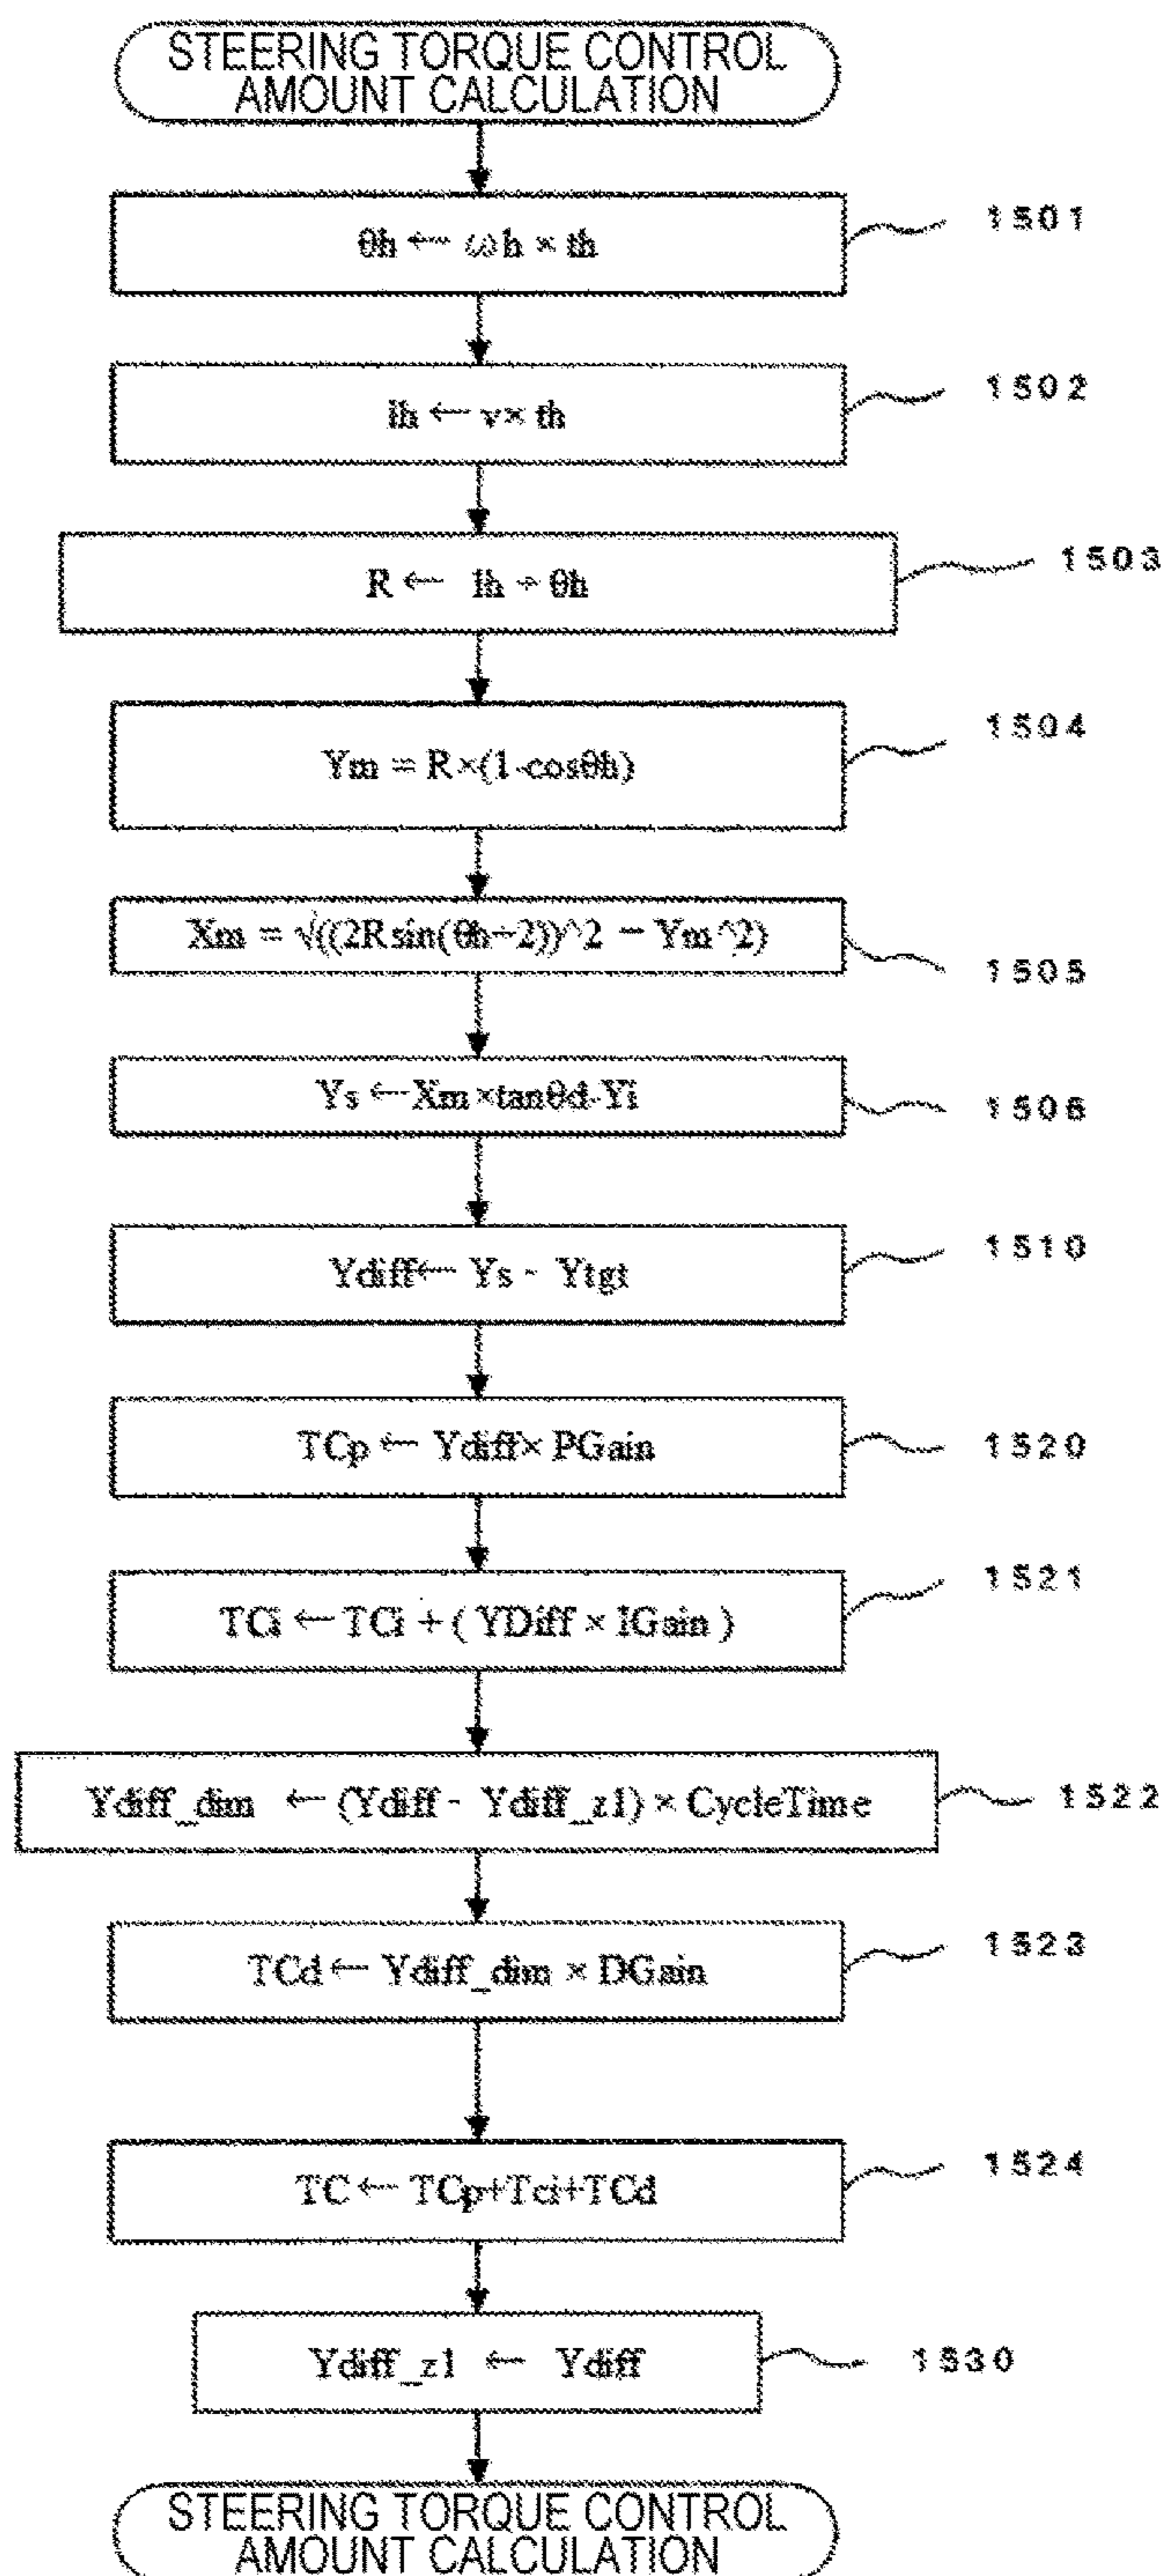 STEERING TORQUE CONTROL
AMOUNT CALCULATION
θh ← ωh × th
1501
lh ← v× th
1502
R ← lh ÷ θh
1503
Ym = R×(1-cosθh)
1504
Xm = √((2Rsin(θh÷2))^2 − Ym^2)
1505
Ys ←Xm×tanθd-Yi
1506
Ydiff← Ys - Ytgt
1510
TCp ← Ydiff× PGain
1520
TCi ← TCi + ( YDiff × IGain )
1521
Ydiff_dim ← (Ydiff - Ydiff_z1) × CycleTime
1522
TCd ← Ydiff_dim × DGain
1523
TC ← TCp+Tci+TCd
1524
Ydiff_z1 ← Ydiff
1530
STEERING TORQUE CONTROL
AMOUNT CALCULATION